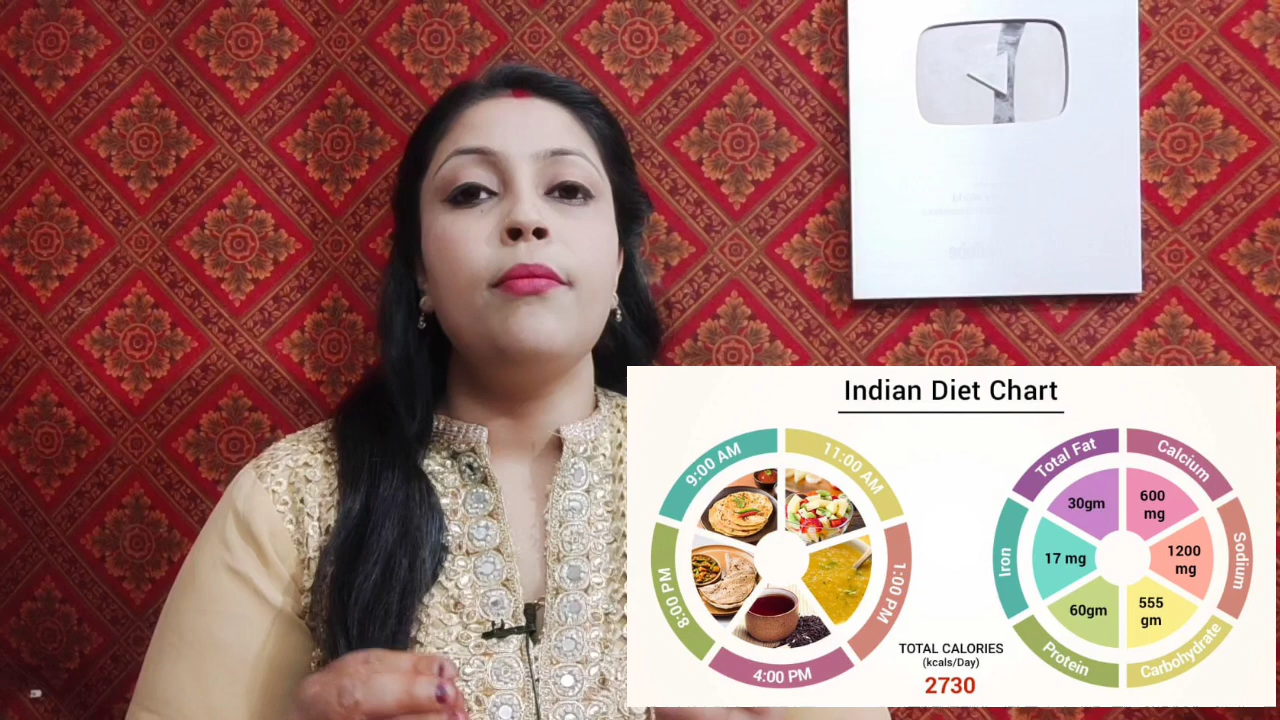 Indian Diet Chart
9:00 AM
11:00 AM
1:00 PM
4:00 PM
8:00 PM
TOTAL CALORIES
(kcals/Day)
2730
Total Fat
30gm
Calcium
600
mg
Sodium
1200
mg
Carbohydrate
555
gm
Protein
60gm
Iron
17 mg